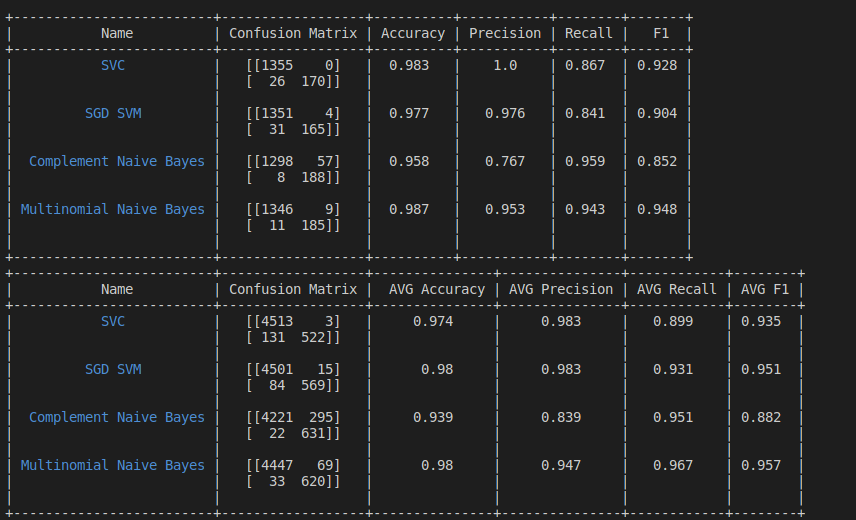 +-------------------------+------------------+----------+-----------+--------+-------+
|           Name          | Confusion Matrix | Accuracy | Precision | Recall |   F1  |
+-------------------------+------------------+----------+-----------+--------+-------+
|           SVC           |   [[1355    0]   |  0.983   |    1.0    | 0.867  | 0.928 |
|                         |   [  26  170]]   |          |           |        |       |
|                         |                  |          |           |        |       |
|         SGD SVM         |   [[1351    4]   |  0.977   |   0.976   | 0.841  | 0.904 |
|                         |   [  31  165]]   |          |           |        |       |
|                         |                  |          |           |        |       |
|  Complement Naive Bayes |   [[1298   57]   |  0.958   |   0.767   | 0.959  | 0.852 |
|                         |   [   8  188]]   |          |           |        |       |
|                         |                  |          |           |        |       |
| Multinomial Naive Bayes |   [[1346    9]   |  0.987   |   0.953   | 0.943  | 0.948 |
|                         |   [  11  185]]   |          |           |        |       |
|                         |                  |          |           |        |       |
+-------------------------+------------------+----------+-----------+--------+-------+
+-------------------------+------------------+---------------+---------------+------------+--------+
|           Name          | Confusion Matrix |  AVG Accuracy | AVG Precision | AVG Recall | AVG F1 |
+-------------------------+------------------+---------------+---------------+------------+--------+
|           SVC           |   [[4513    3]   |     0.974     |     0.983     |   0.899    | 0.935  |
|                         |   [ 131  522]]   |               |               |            |        |
|                         |                  |               |               |            |        |
|         SGD SVM         |   [[4501   15]   |      0.98     |     0.983     |   0.931    | 0.951  |
|                         |   [  84  569]]   |               |               |            |        |
|                         |                  |               |               |            |        |
|  Complement Naive Bayes |   [[4221  295]   |     0.939     |     0.839     |   0.951    | 0.882  |
|                         |   [  22  631]]   |               |               |            |        |
|                         |                  |               |               |            |        |
| Multinomial Naive Bayes |   [[4447   69]   |      0.98     |     0.947     |   0.967    | 0.957  |
|                         |   [  33  620]]   |               |               |            |        |
|                         |                  |               |               |            |        |
+-------------------------+------------------+---------------+---------------+------------+--------+